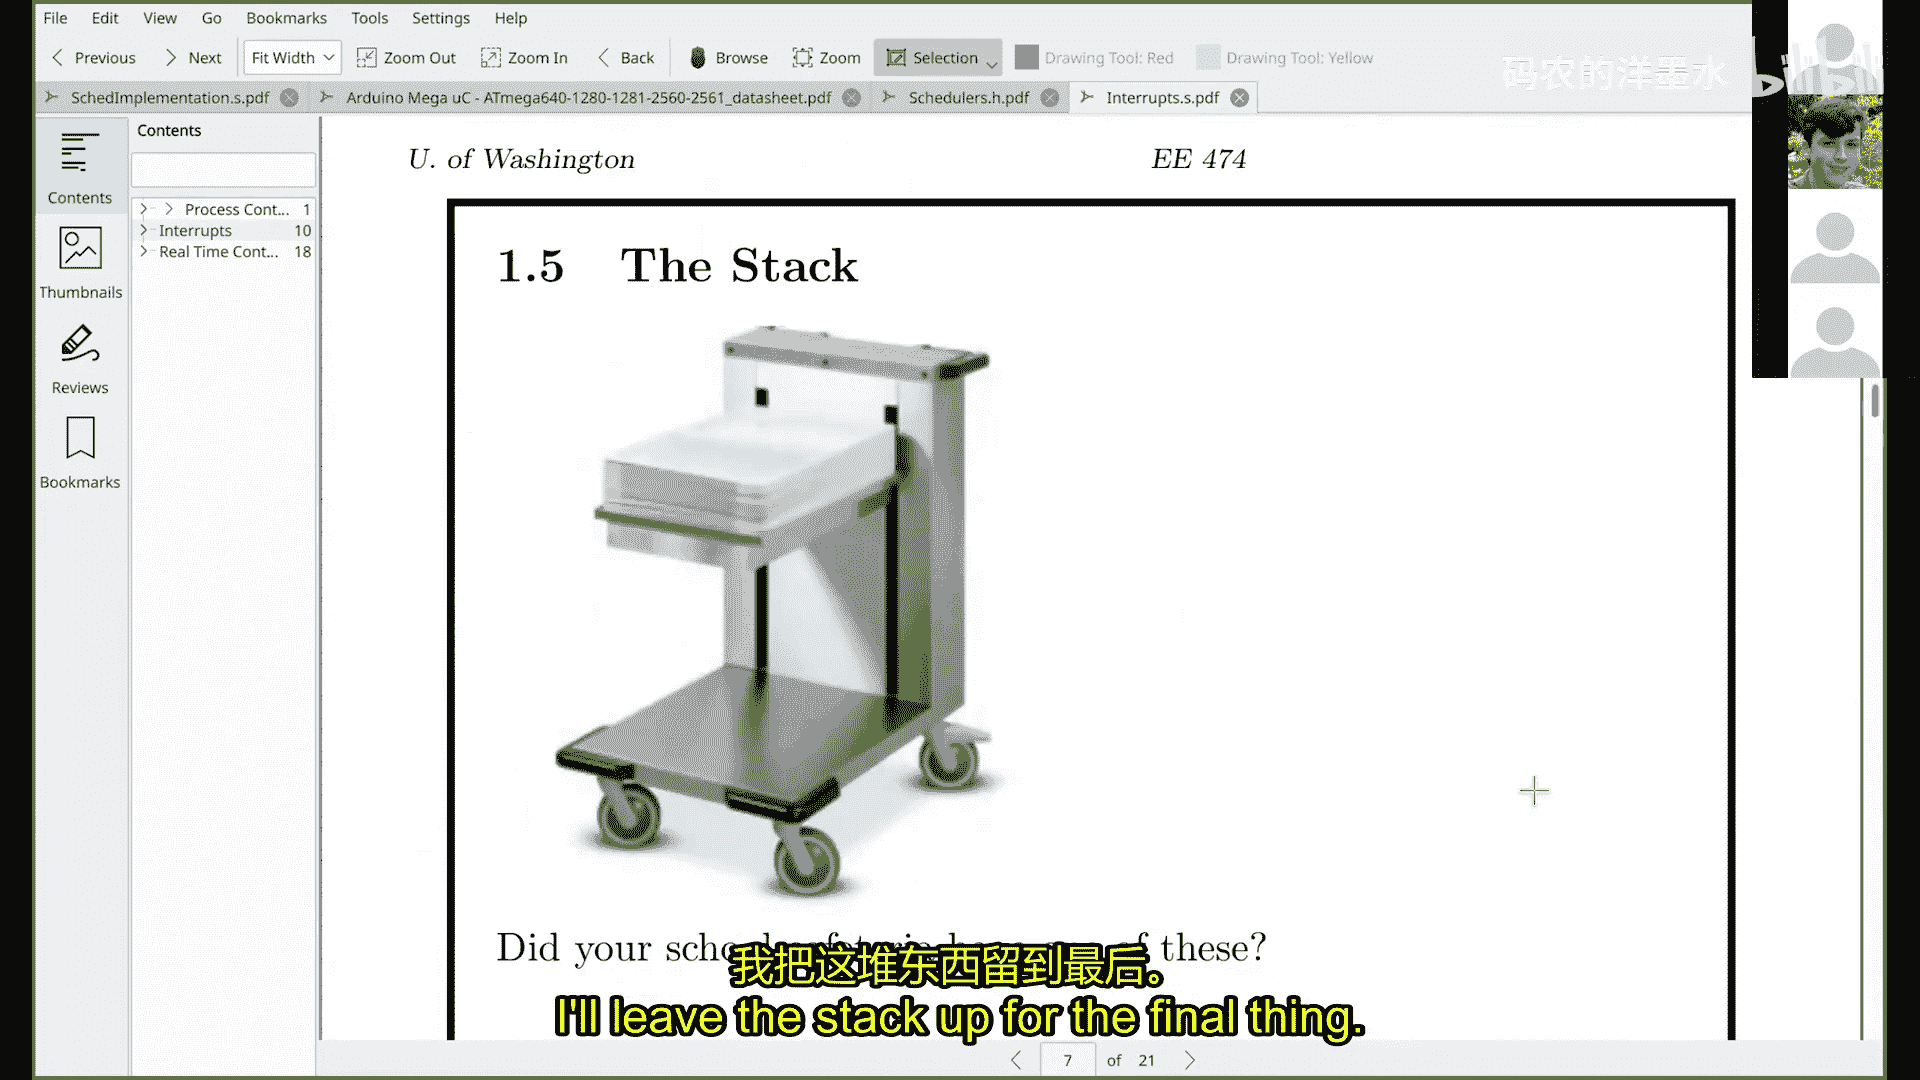 File Edit View Go Bookmarks Tools Settings Help
Previous Next Fit Width Zoom Out Zoom In Back Browse Zoom Selection Drawing Tool: Red Drawing Tool: Yellow
码农的洋墨水 bilibili
SchedImplementation.s.pdf Arduino Mega uC - ATmega640-1280-1281-2560-2561_datasheet.pdf Schedulers.h.pdf Interrupts.s.pdf
Contents
Contents
Thumbnails
Reviews
Bookmarks
Process Cont... 1
Interrupts 10
Real Time Cont... 18
U. of Washington EE 474
1.5 The Stack
Did your school these?
我把这堆东西留到最后。
I'll leave the stack up for the final thing.
7 of 21